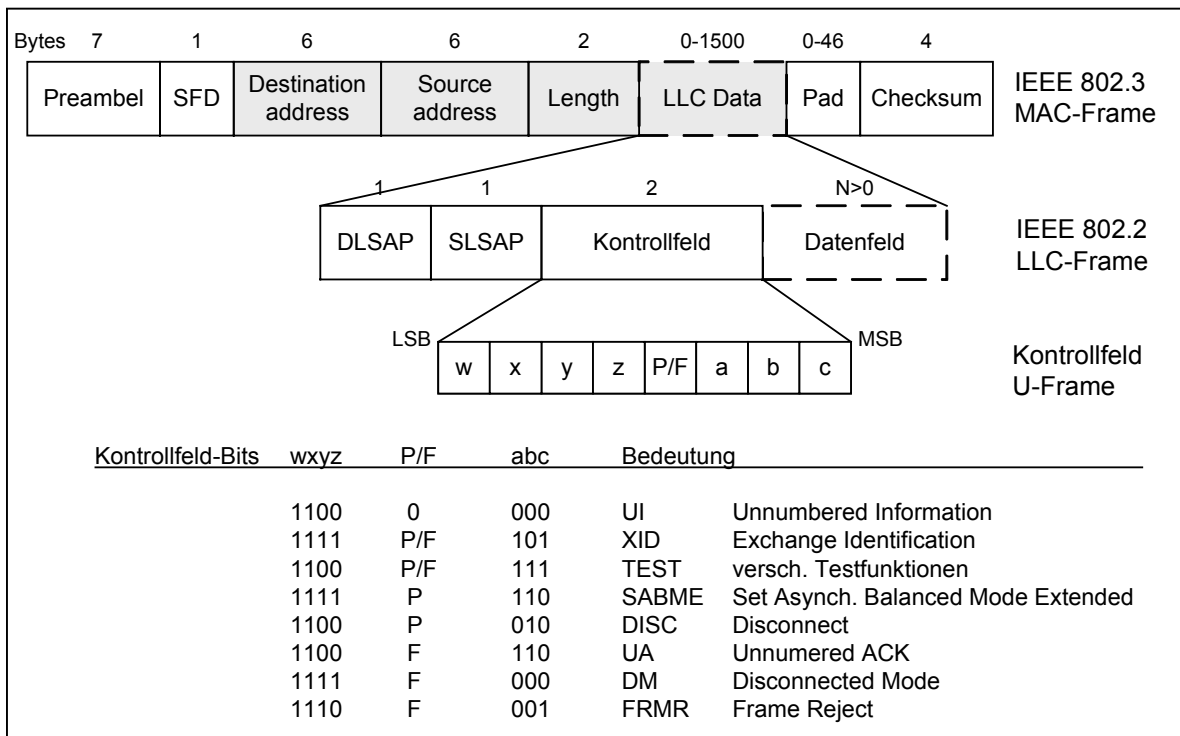 Bytes 7 1 6 6 2 0-1500 0-46 4
Preambel SFD Destination address Source address Length LLC Data Pad Checksum
IEEE 802.3
MAC-Frame
1 1 2 N>0
DLSAP SLSAP Kontrollfeld Datenfeld
IEEE 802.2
LLC-Frame
LSB MSB
w x y z P/F a b c
Kontrollfeld
U-Frame
Kontrollfeld-Bits wxyz P/F abc Bedeutung
1100 0 000 UI Unnumbered Information
1111 P/F 101 XID Exchange Identification
1100 P/F 111 TEST versch. Testfunktionen
1111 P 110 SABME Set Asynch. Balanced Mode Extended
1100 P 010 DISC Disconnect
1100 F 110 UA Unnumered ACK
1111 F 000 DM Disconnected Mode
1110 F 001 FRMR Frame Reject